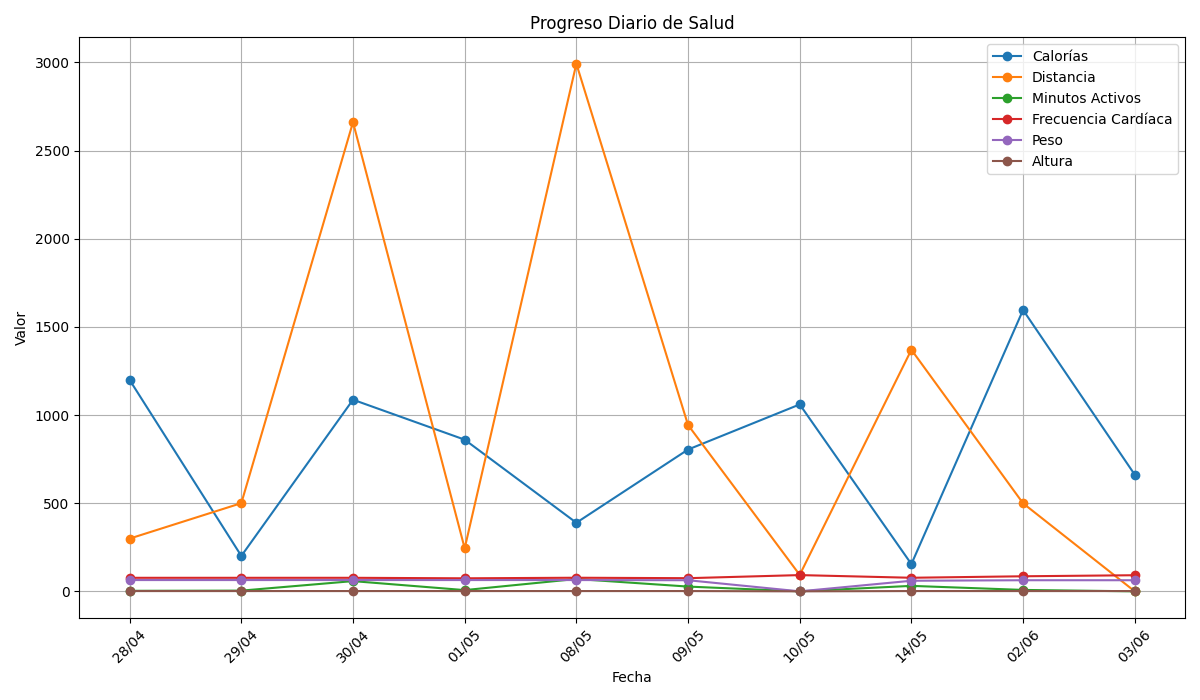 Progreso Diario de Salud
Calorías
Distancia
Minutos Activos
Frecuencia Cardíaca
Peso
Altura
Valor
3000
2500
2000
1500
1000
500
0
28/04
29/04
30/04
01/05
08/05
09/05
10/05
14/05
02/06
03/06
Fecha